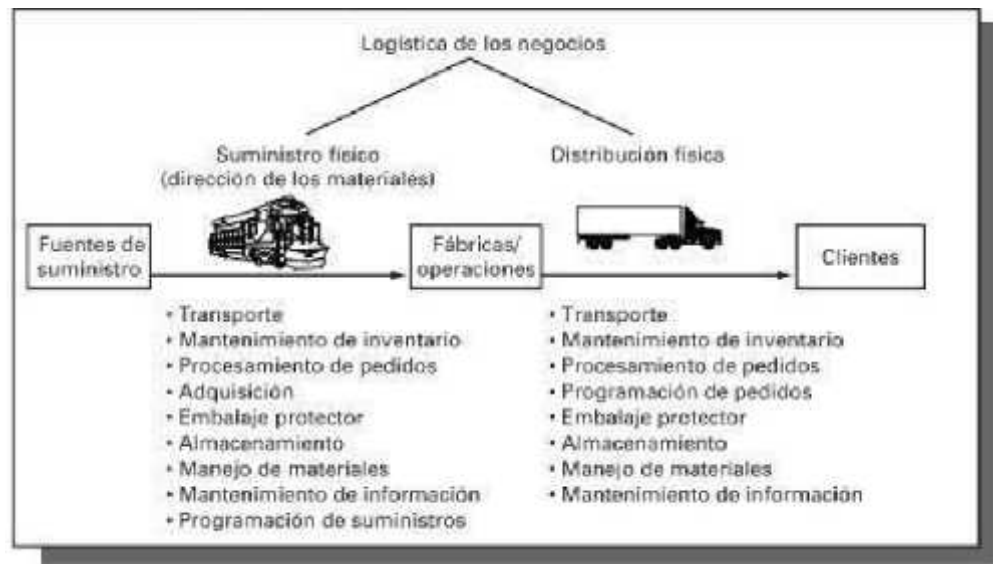 Logística de los negocios
Suministro físico
(dirección de los materiales)
Distribución física
Fuentes de
suministro
Fábricas/
operaciones
Clientes
• Transporte
• Mantenimiento de inventario
• Procesamiento de pedidos
• Adquisición
• Embalaje protector
• Almacenamiento
• Manejo de materiales
• Mantenimiento de información
• Programación de suministros
• Transporte
• Mantenimiento de inventario
• Procesamiento de pedidos
• Programación de pedidos
• Embalaje protector
• Almacenamiento
• Manejo de materiales
• Mantenimiento de información